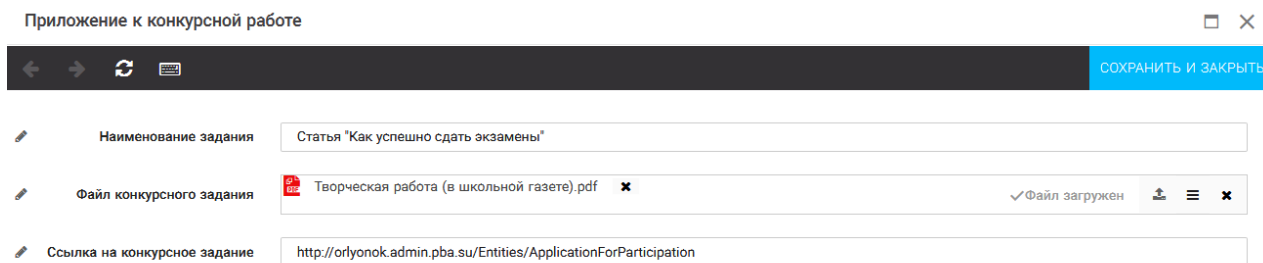 Приложение к конкурсной работе
СОХРАНИТЬ И ЗАКРЫТЬ
Наименование задания Статья "Как успешно сдать экзамены"
Файл конкурсного задания Творческая работа (в школьной газете).pdf Файл загружен
Ссылка на конкурсное задание http://orlyonok.admin.pba.su/Entities/ApplicationForParticipation